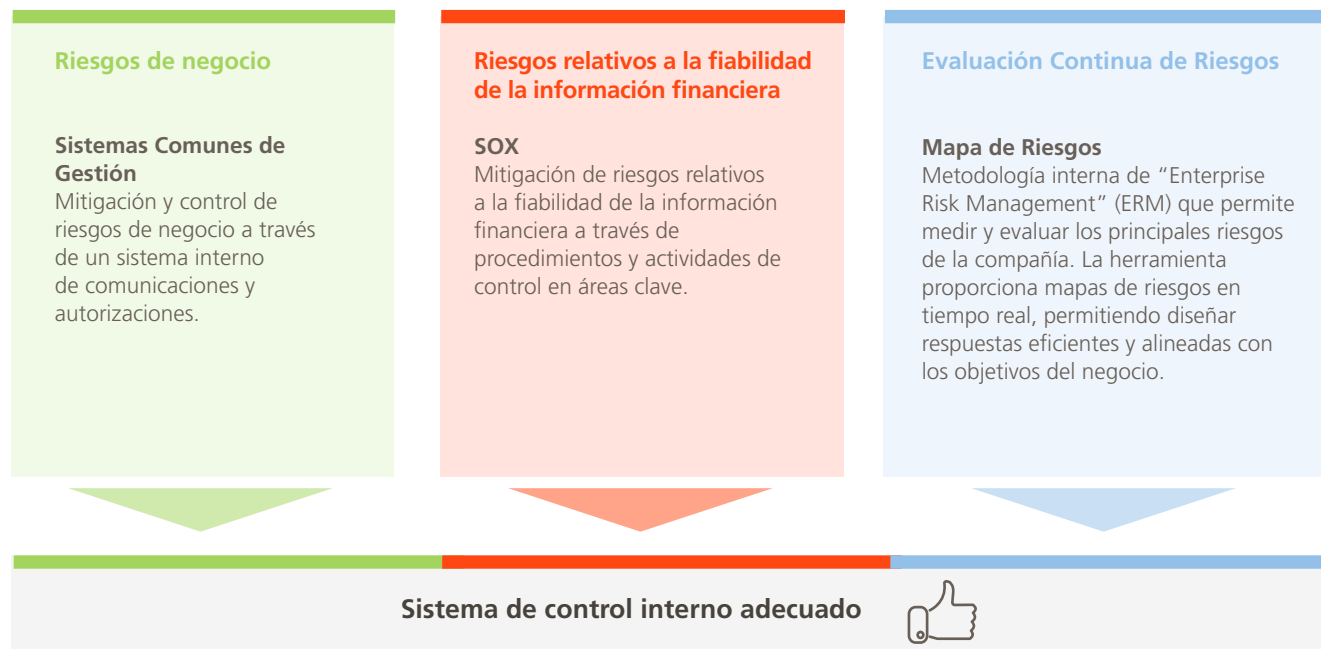 Riesgos de negocio
Sistemas Comunes de
Gestión
Mitigación y control de
riesgos de negocio a través
de un sistema interno
de comunicaciones y
autorizaciones.
Riesgos relativos a la fiabilidad
de la información financiera
SOX
Mitigación de riesgos relativos
a la fiabilidad de la información
financiera a través de
procedimientos y actividades de
control en áreas clave.
Evaluación Continua de Riesgos
Mapa de Riesgos
Metodología interna de “Enterprise
Risk Management” (ERM) que permite
medir y evaluar los principales riesgos
de la compañía. La herramienta
proporciona mapas de riesgos en
tiempo real, permitiendo diseñar
respuestas eficientes y alineadas con
los objetivos del negocio.
Sistema de control interno adecuado